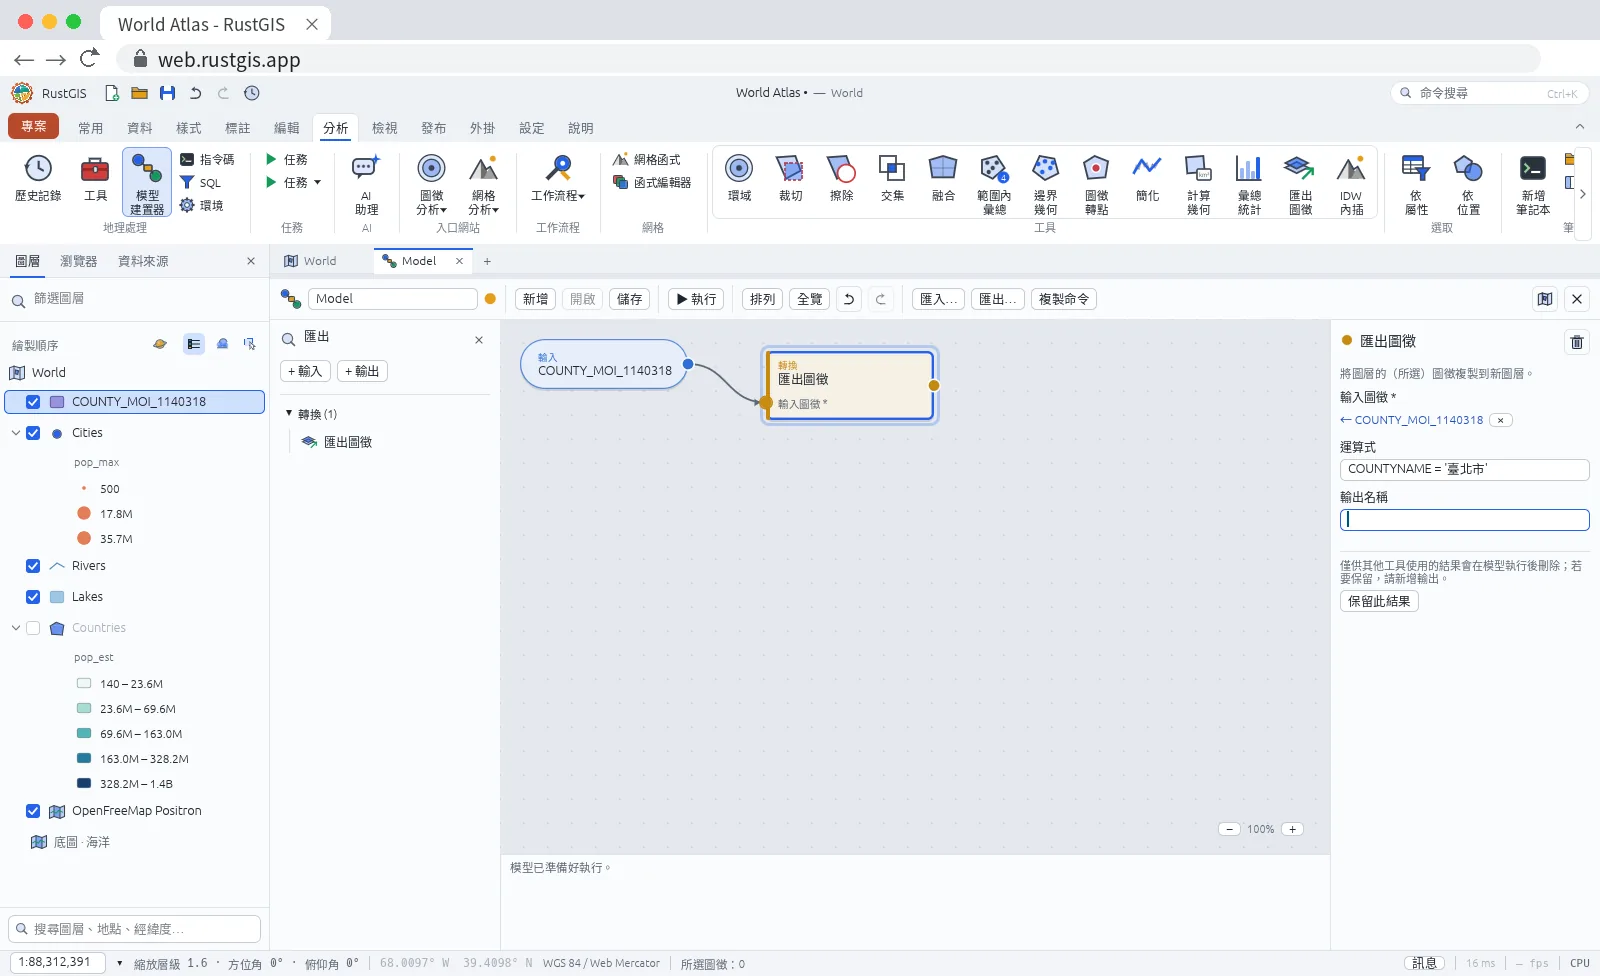 World Atlas - RustGIS
web.rustgis.app
RustGIS
World Atlas • — World
命令搜尋 Ctrl+K
專案 常用 資料 樣式 標註 編輯 分析 檢視 發布 外掛 設定 說明
歷史記錄
工具
模型
建置器
指令碼
SQL
環境
地理處理
任務
任務
任務
AI
助理
AI
圖徵
分析
網格
分析
入口網站
工作流程
工作流程
網格函式
函式編輯器
網格
環域
裁切
擦除
交集
融合
範圍內
彙總
邊界
幾何
圖徵
轉點
簡化
計算
幾何
彙總
統計
匯出
圖徵
IDW
內插
工具
依
屬性
依
位置
選取
新增
筆記本
筆
圖層 瀏覽器 資料來源
World
Model
篩選圖層
Model
新增 開啟 儲存 執行 排列 全覽 匯入... 匯出... 複製命令
繪製順序
World
COUNTY_MOI_1140318
Cities
pop_max
500
17.8M
35.7M
Rivers
Lakes
Countries
pop_est
140 – 23.6M
23.6M – 69.6M
69.6M – 163.0M
163.0M – 328.2M
328.2M – 1.4B
OpenFreeMap Positron
底圖 · 海洋
搜尋圖層、地點、經緯度...
匯出
+ 輸入 + 輸出
轉換 (1)
匯出圖徵
輸入
COUNTY_MOI_1140318
轉換
匯出圖徵
輸入圖徵 *
100%
模型已準備好執行。
匯出圖徵
將圖層的（所選）圖徵複製到新圖層。
輸入圖徵 *
← COUNTY_MOI_1140318
運算式
COUNTYNAME = '臺北市'
輸出名稱
僅供其他工具使用的結果會在模型執行後刪除；若
要保留，請新增輸出。
保留此結果
1:88,312,391 縮放層級 1.6 · 方位角 0° · 俯仰角 0° 68.0097° W 39.4098° N WGS 84 / Web Mercator 所選圖徵：0
訊息 16 ms – fps CPU